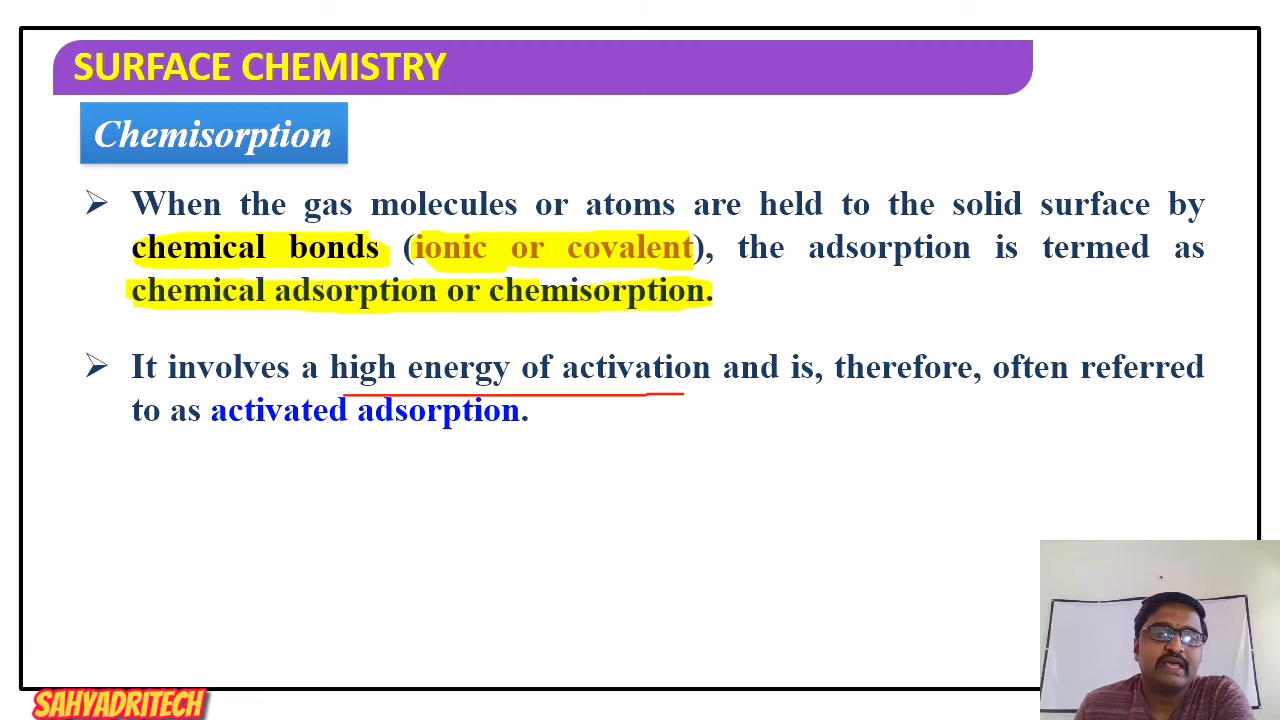 SURFACE CHEMISTRY
Chemisorption
➢ When the gas molecules or atoms are held to the solid surface by
chemical bonds (ionic or covalent), the adsorption is termed as
chemical adsorption or chemisorption.
➢ It involves a high energy of activation and is, therefore, often referred
to as activated adsorption.
SAHYADRITECH